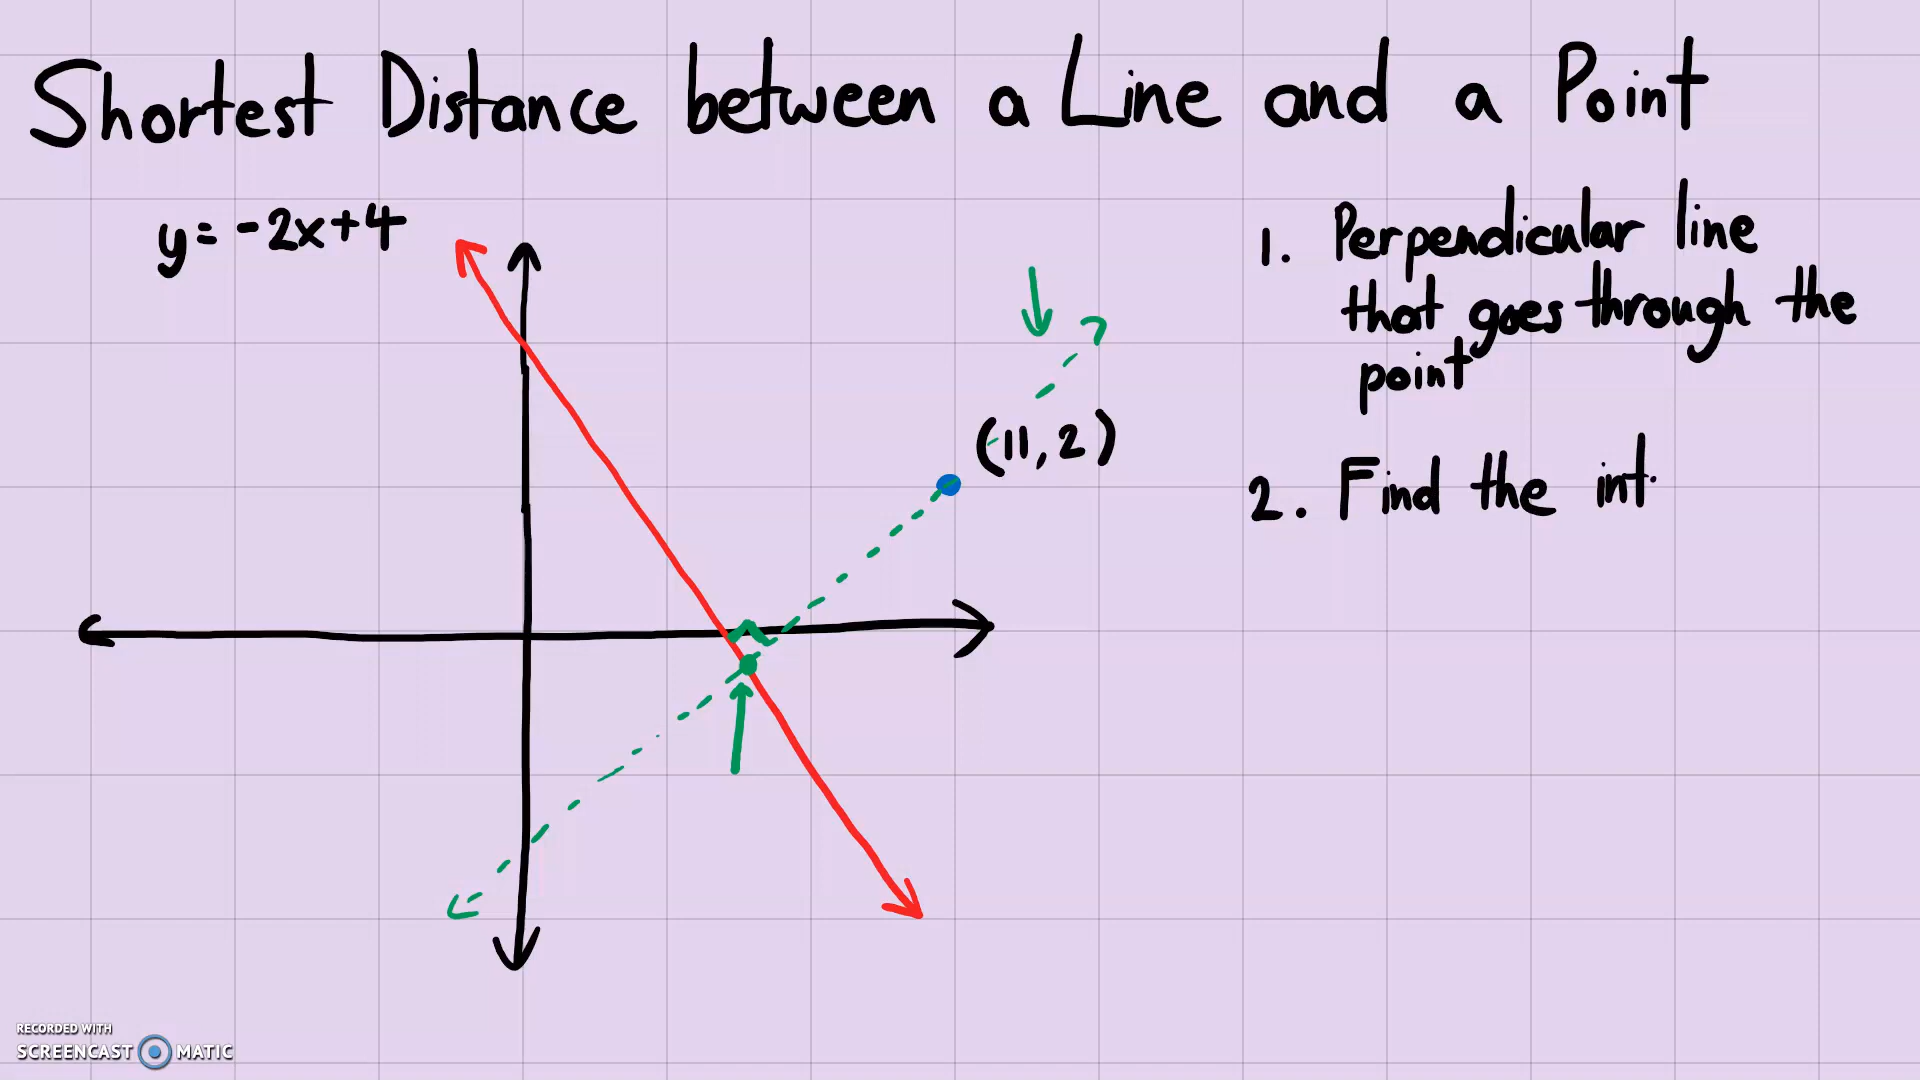 Shortest Distance between a Line and a Point
y = -2x+4
1. Perpendicular line
that goes through the
point
(11,2)
2. Find the int.
RECORDED WITH
SCREENCAST MATIC